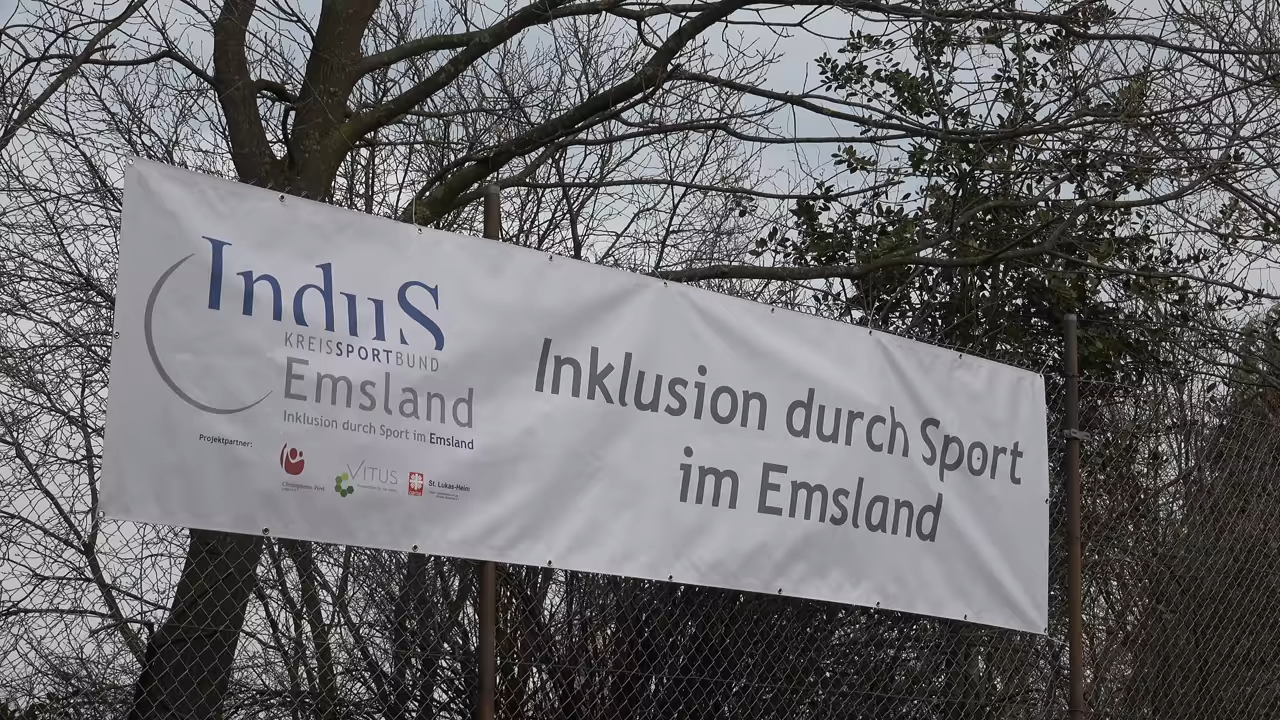 InduS
KREISSPORTBUND
Emsland
Inklusion durch Sport im Emsland
Projektpartner:
VITUS
St. Lukas-Heim
Inklusion durch Sport
im Emsland